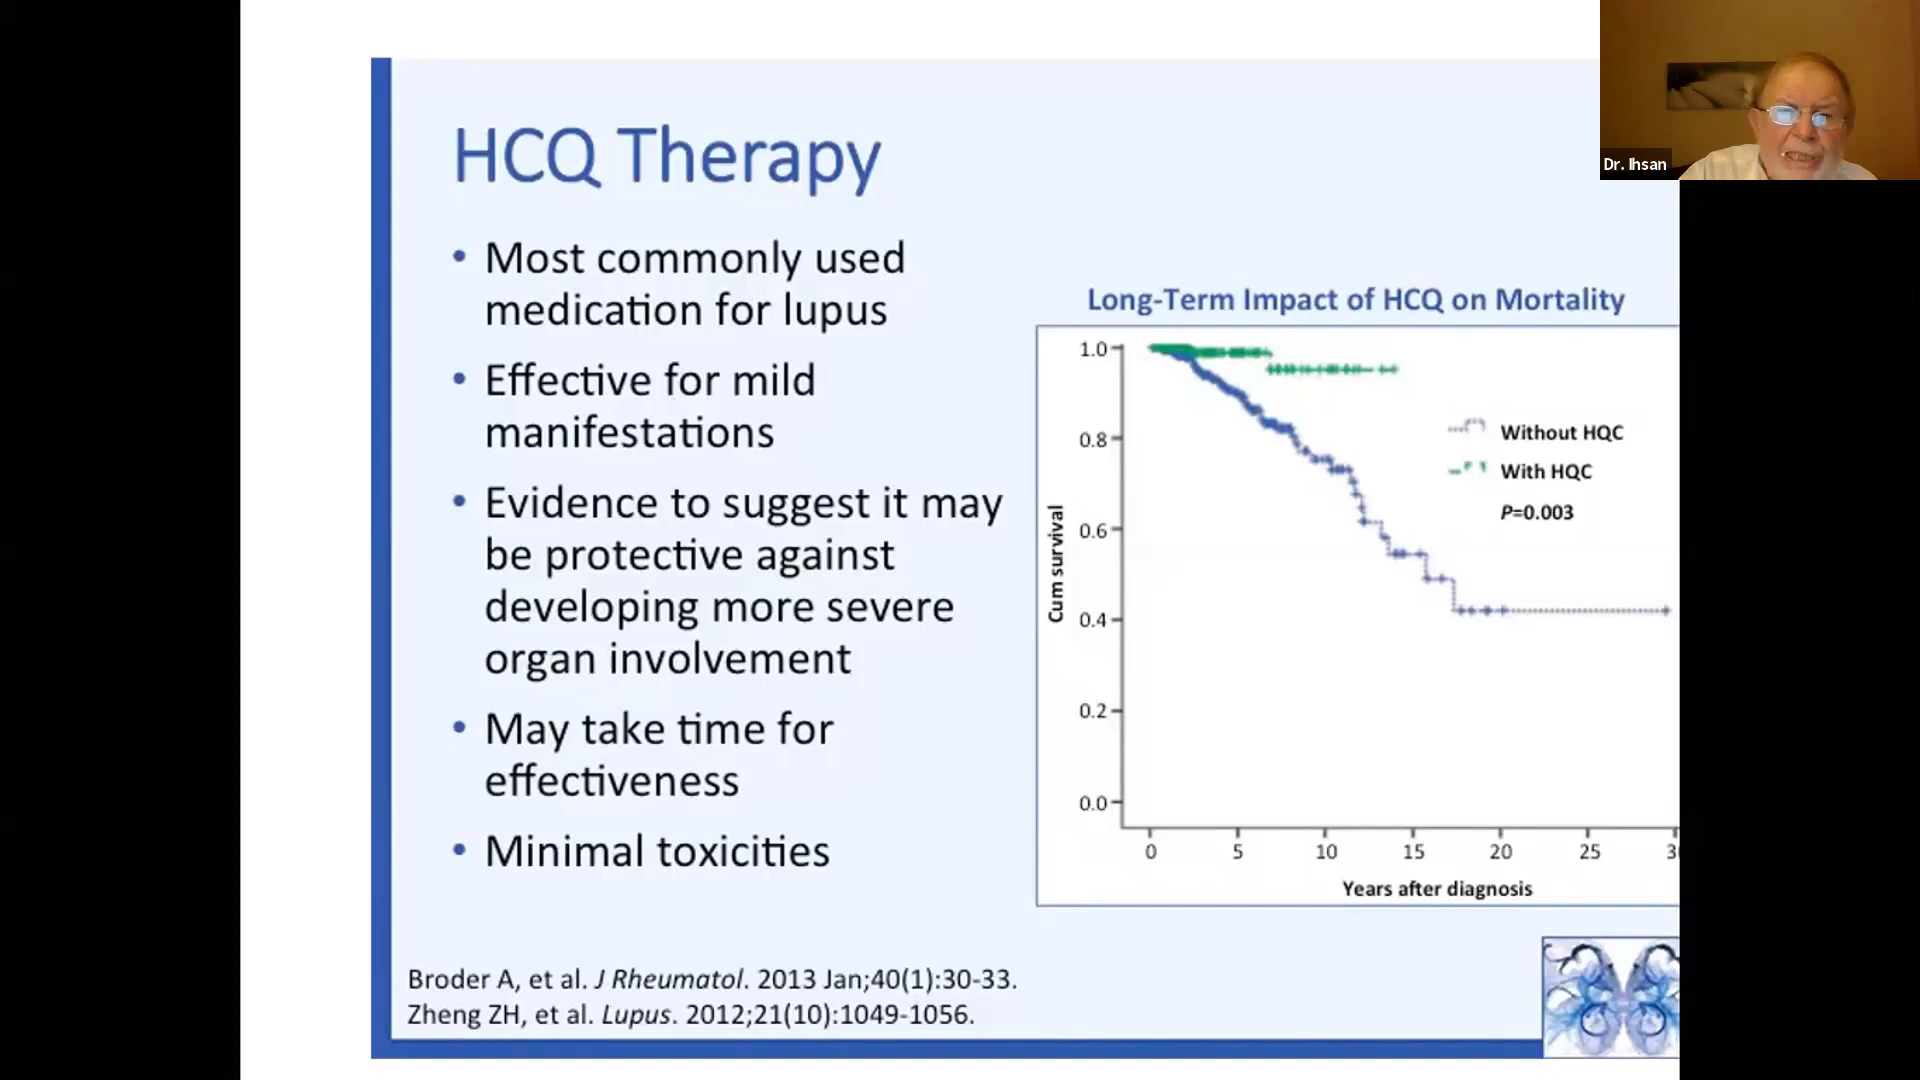 HCQ Therapy
• Most commonly used
medication for lupus
• Effective for mild
manifestations
• Evidence to suggest it may
be protective against
developing more severe
organ involvement
• May take time for
effectiveness
• Minimal toxicities
Long-Term Impact of HCQ on Mortality
1.0
0.8
0.6
0.4
0.2
0.0
Cum survival
Without HQC
With HQC
P=0.003
0 5 10 15 20 25
Years after diagnosis
Broder A, et al. J Rheumatol. 2013 Jan;40(1):30-33.
Zheng ZH, et al. Lupus. 2012;21(10):1049-1056.
Dr. Ihsan